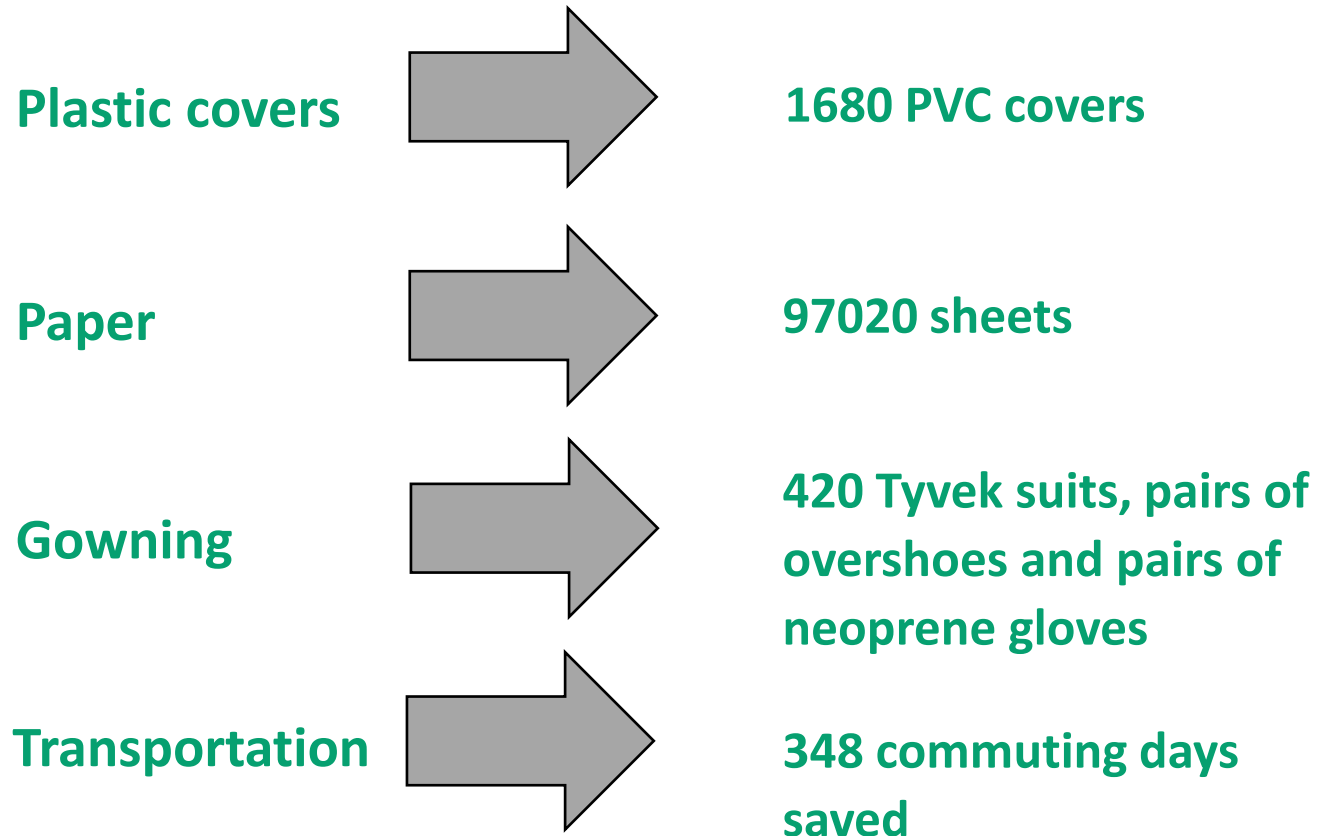 Plastic covers
1680 PVC covers
Paper
97020 sheets
Gowning
420 Tyvek suits, pairs of
overshoes and pairs of
neoprene gloves
Transportation
348 commuting days
saved